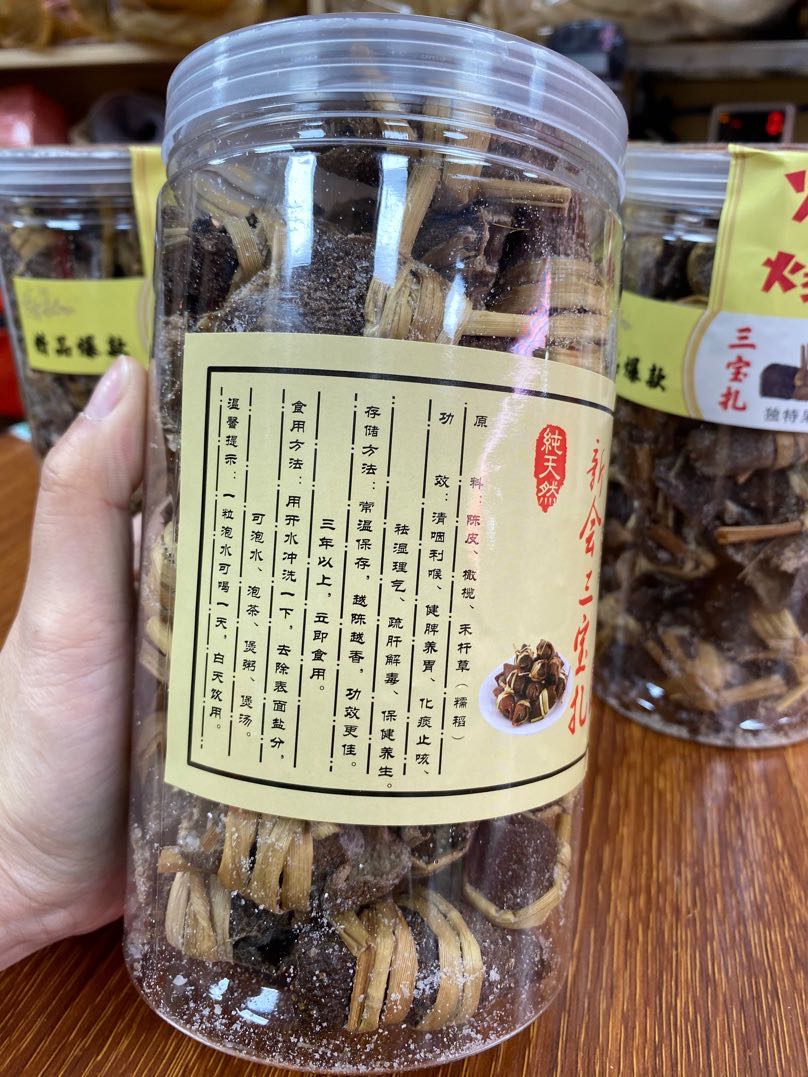 新会三宝扎
純天然
原料：陈皮、橄榄、禾杆草（糯稻）
功效：清咽利喉、健脾养胃、化痰止咳、
祛湿理气、疏肝解毒、保健养生。
存储方法：常温保存，越陈越香，功效更佳。
三年以上，立即食用。
食用方法：用开水冲洗一下，去除表面盐分，
可泡水、泡茶、煲粥、煲汤。
温馨提示：一粒泡水可喝一天，白天饮用。
精品爆款
爆款
三宝扎
独特